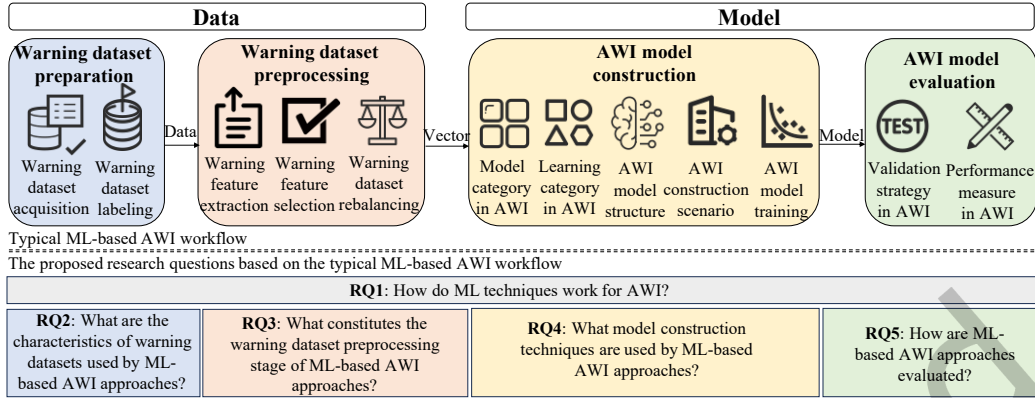 Data
Model
Warning dataset
preparation
Warning
dataset
acquisition
Warning
dataset
labeling
Data
Warning dataset
preprocessing
Warning
feature
extraction
Warning
feature
selection
Warning
dataset
rebalancing
Vector
AWI model
construction
Model
category
in AWI
Learning
category
in AWI
AWI
model
structure
AWI
construction
scenario
AWI
model
training
Model
AWI model
evaluation
TEST
Validation
strategy
in AWI
Performance
measure
in AWI
Typical ML-based AWI workflow
The proposed research questions based on the typical ML-based AWI workflow
RQ1: How do ML techniques work for AWI?
RQ2: What are the
characteristics of warning
datasets used by ML-
based AWI approaches?
RQ3: What constitutes the
warning dataset preprocessing
stage of ML-based AWI
approaches?
RQ4: What model construction
techniques are used by ML-based
AWI approaches?
RQ5: How are ML-
based AWI approaches
evaluated?